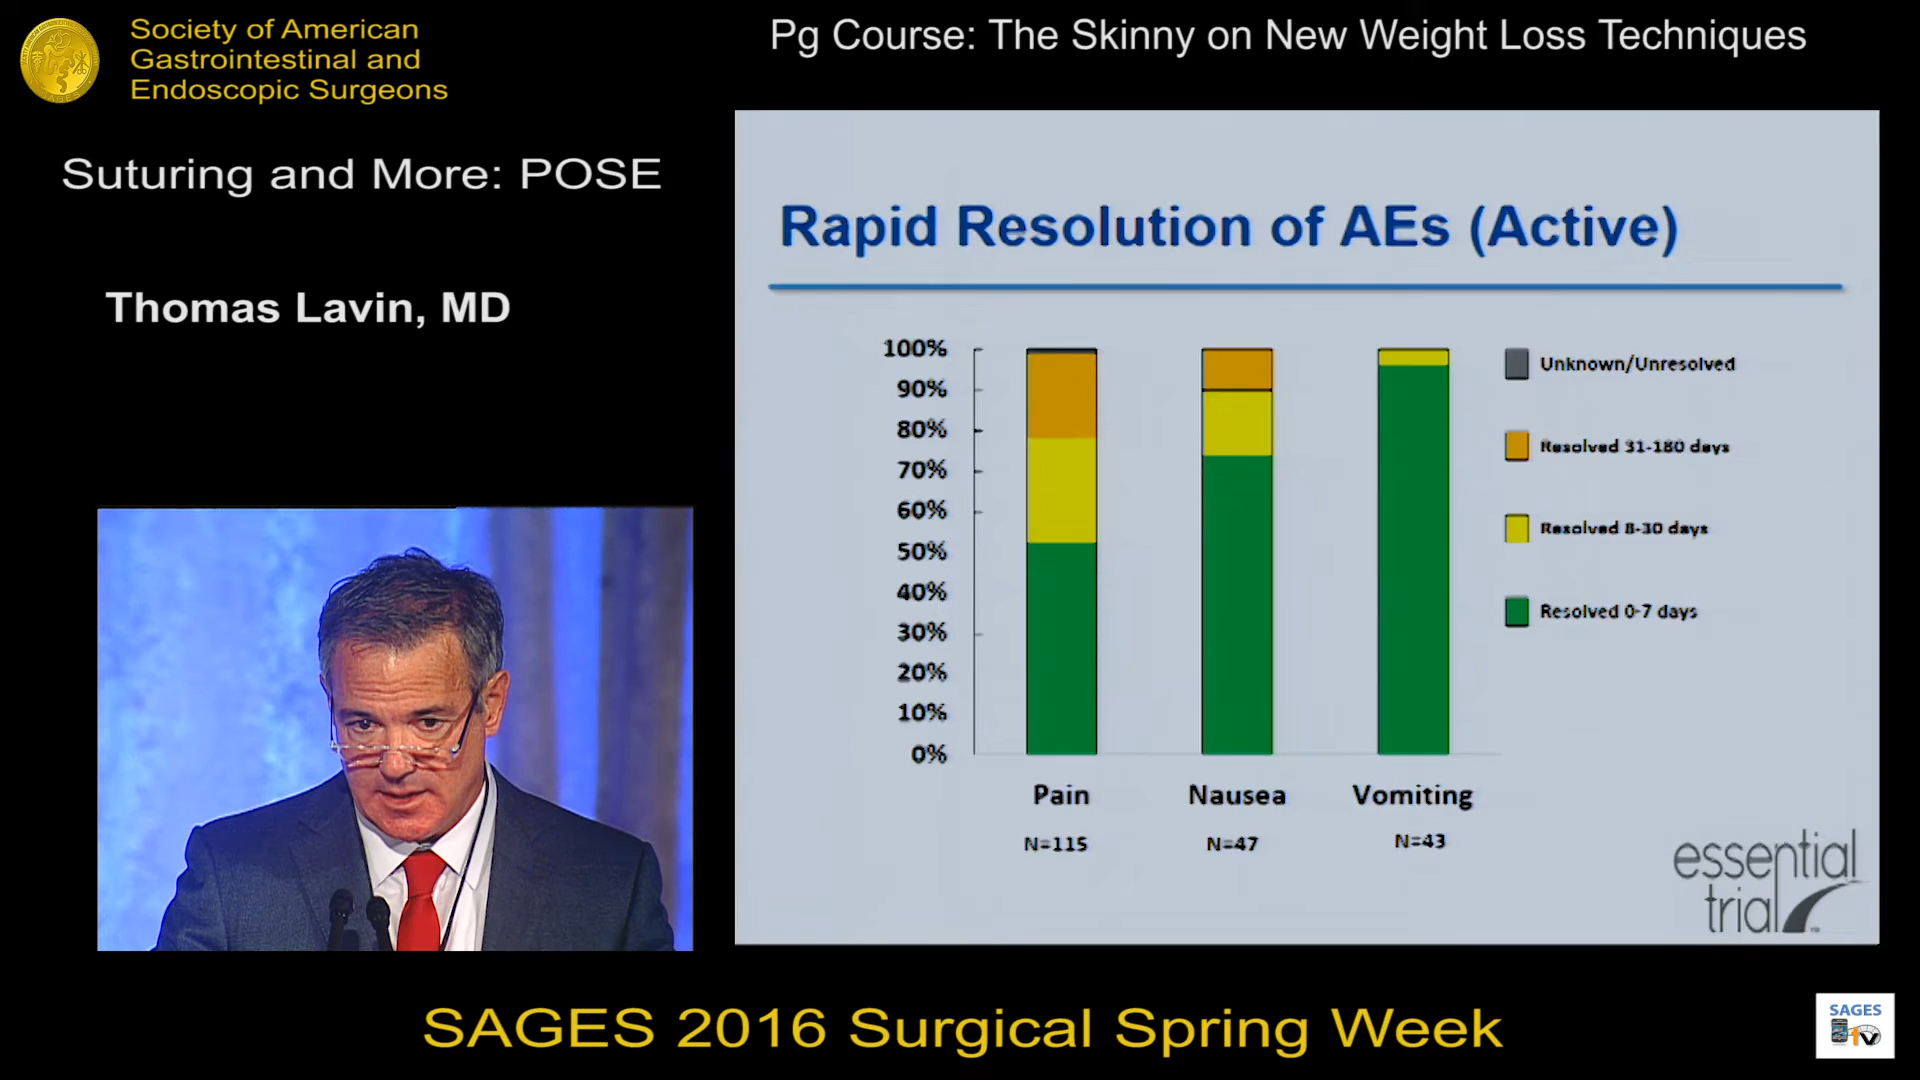 Society of American
Gastrointestinal and
Endoscopic Surgeons
Pg Course: The Skinny on New Weight Loss Techniques
Suturing and More: POSE
Thomas Lavin, MD
Rapid Resolution of AEs (Active)
100%
90%
80%
70%
60%
50%
40%
30%
20%
10%
0%
Unknown/Unresolved
Resolved 31-180 days
Resolved 8-30 days
Resolved 0-7 days
Pain
Nausea
Vomiting
N=115
N=47
N=43
essential
trial
SAGES 2016 Surgical Spring Week
SAGES
TV